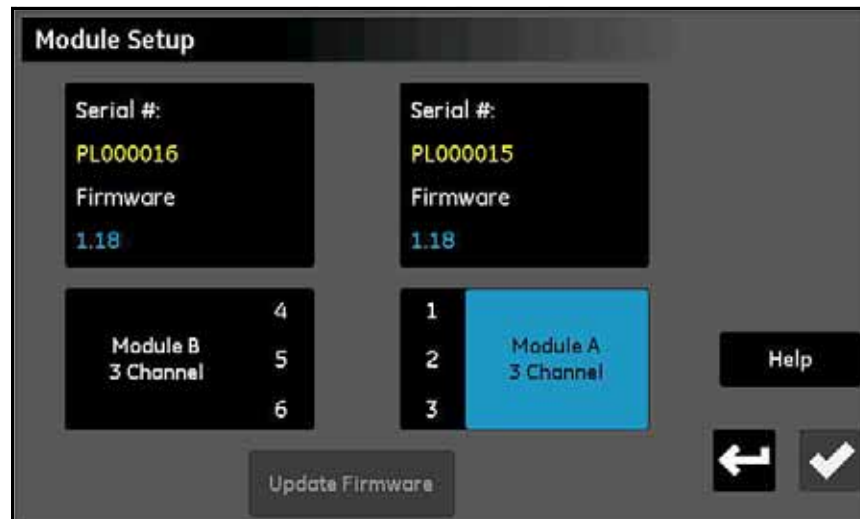 Module Setup
Serial #:
PL000016
Firmware
1.18
Serial #:
PL000015
Firmware
1.18
Module B
3 Channel
4
5
6
1
2
3
Module A
3 Channel
Help
Update Firmware